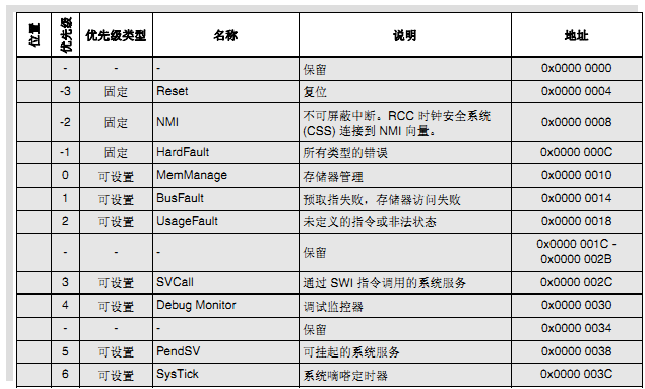 位置 优先级 优先级类型 名称 说明 地址
- - - 保留 0x0000 0000
-3 固定 Reset 复位 0x0000 0004
-2 固定 NMI 不可屏蔽中断。RCC 时钟安全系统 0x0000 0008
(CSS) 连接到 NMI 向量。
-1 固定 HardFault 所有类型的错误 0x0000 000C
0 可设置 MemManage 存储器管理 0x0000 0010
1 可设置 BusFault 预取指失败，存储器访问失败 0x0000 0014
2 可设置 UsageFault 未定义的指令或非法状态 0x0000 0018
- - - 保留 0x0000 001C -
0x0000 002B
3 可设置 SVCall 通过 SWI 指令调用的系统服务 0x0000 002C
4 可设置 Debug Monitor 调试监控器 0x0000 0030
- - - 保留 0x0000 0034
5 可设置 PendSV 可挂起的系统服务 0x0000 0038
6 可设置 SysTick 系统嘀嗒定时器 0x0000 003C